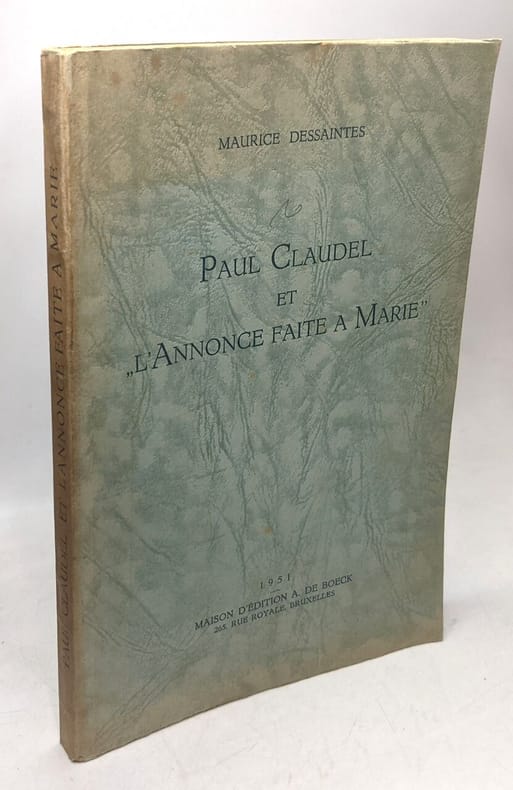 MAURICE DESSAINTES
PAUL CLAUDEL
ET
„L'ANNONCE FAITE A MARIE”
1951
MAISON D'ÉDITION A. DE BOECK
265, RUE ROYALE, BRUXELLES
PAUL CLAUDEL ET L'ANNONCE FAITE A MARIE